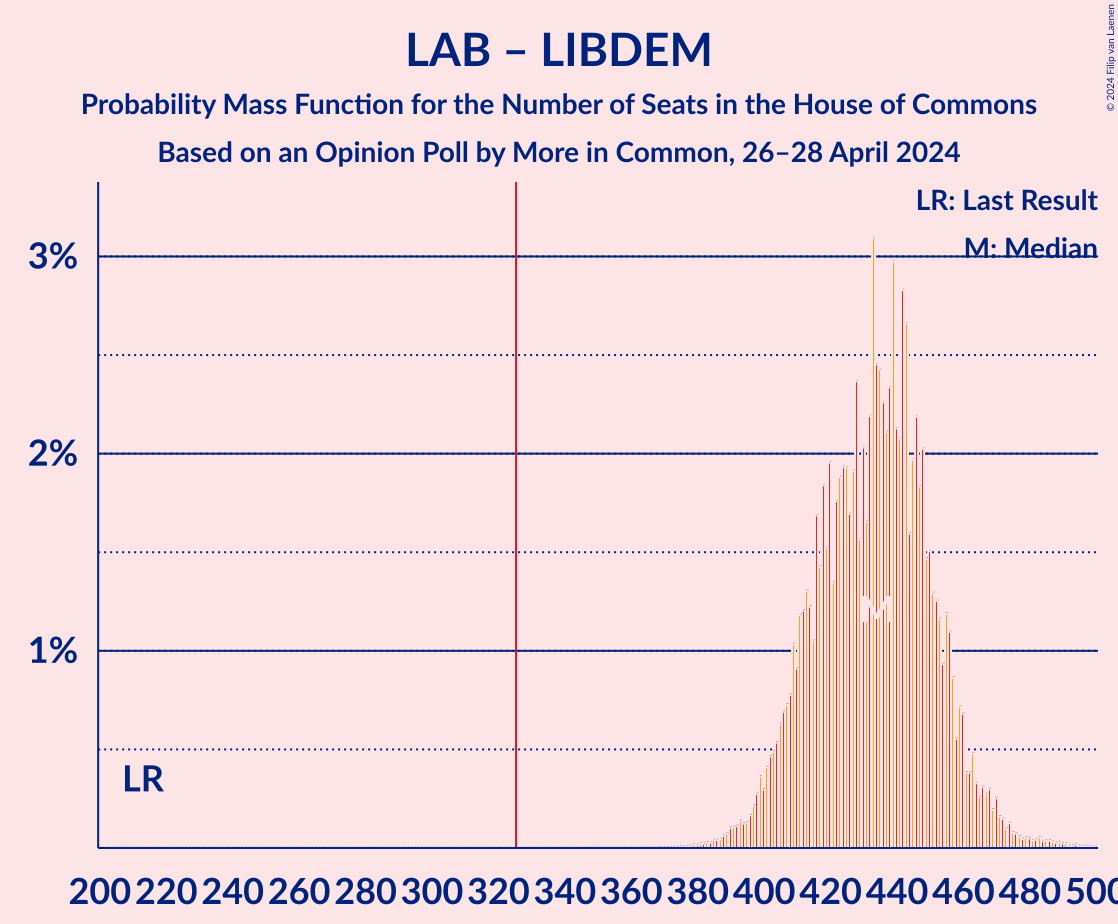 © 2024 Filip van Laenen
LAB – LIBDEM
Probability Mass Function for the Number of Seats in the House of Commons
Based on an Opinion Poll by More in Common, 26–28 April 2024
LR: Last Result
M: Median
3%
2%
1%
M
LR
200 220 240 260 280 300 320 340 360 380 400 420 440 460 480 500